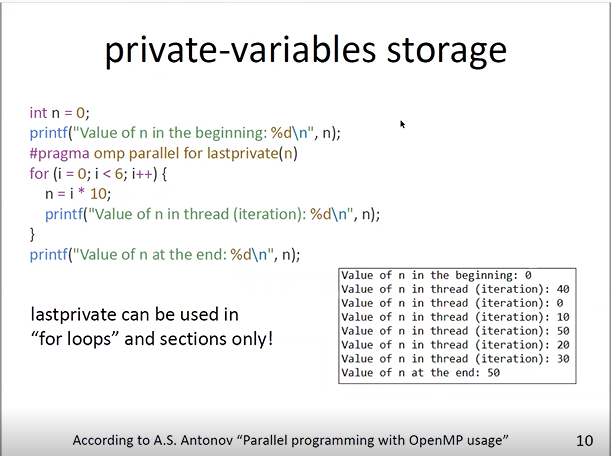 private-variables storage
int n = 0;
printf("Value of n in the beginning: %d\n", n);
#pragma omp parallel for lastprivate(n)
for (i = 0; i < 6; i++) {
n = i * 10;
printf("Value of n in thread (iteration): %d\n", n);
}
printf("Value of n at the end: %d\n", n);
lastprivate can be used in
“for loops” and sections only!
Value of n in the beginning: 0
Value of n in thread (iteration): 40
Value of n in thread (iteration): 0
Value of n in thread (iteration): 10
Value of n in thread (iteration): 50
Value of n in thread (iteration): 20
Value of n in thread (iteration): 30
Value of n at the end: 50
According to A.S. Antonov “Parallel programming with OpenMP usage”
10